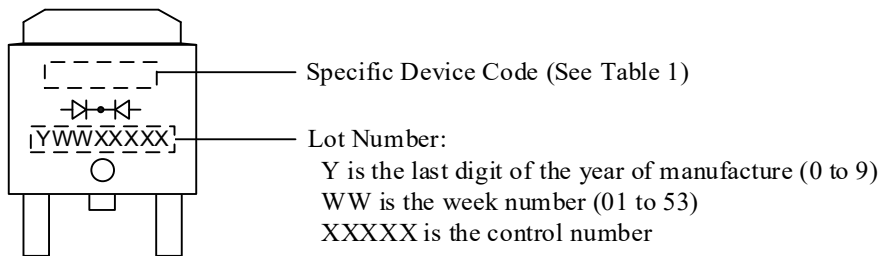 Specific Device Code (See Table 1)
YWWXXXXX
Lot Number:
Y is the last digit of the year of manufacture (0 to 9)
WW is the week number (01 to 53)
XXXXX is the control number